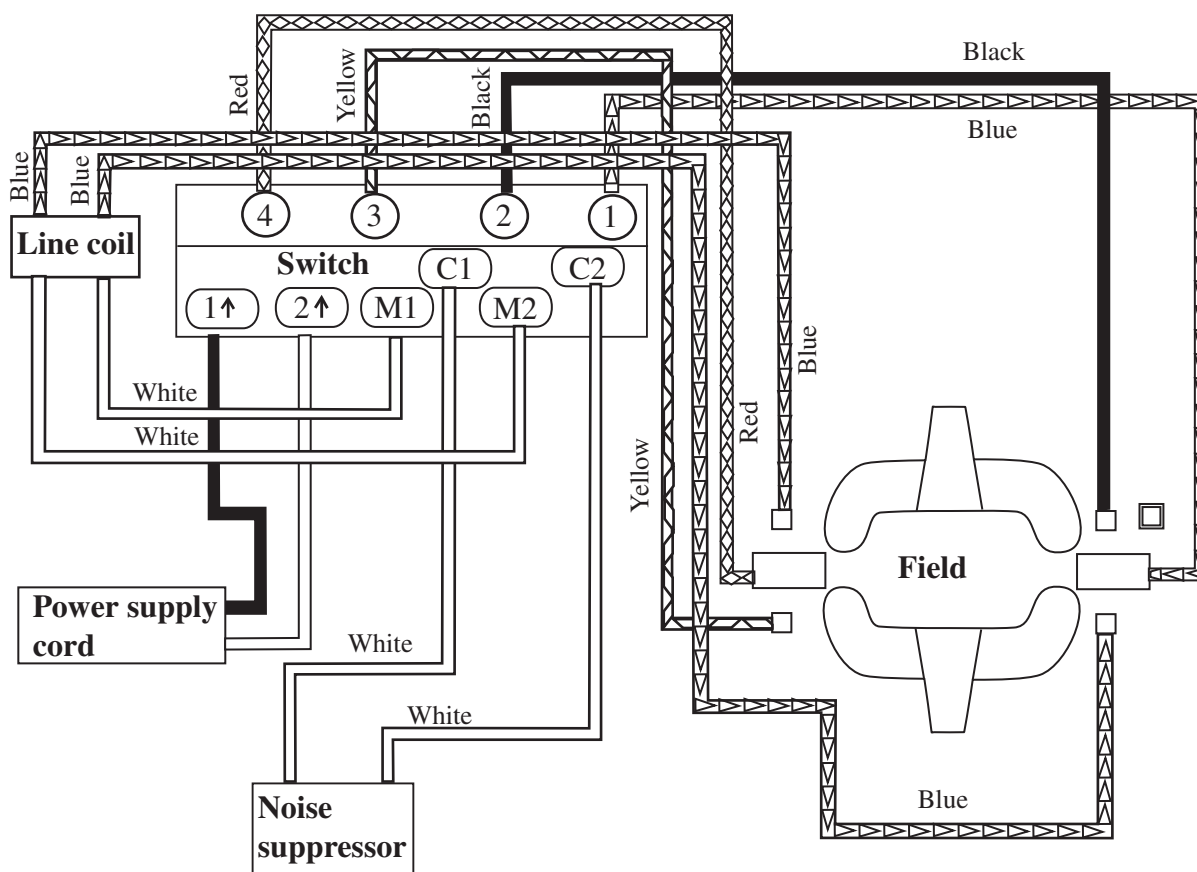 Black
Red
Yellow
Black
Blue
Blue
Blue
4
3
2
1
Line coil
Switch
C1
C2
1↑
2↑
M1
M2
White
White
Blue
Red
Yellow
Field
Power supply
cord
White
White
Noise
suppressor
Blue